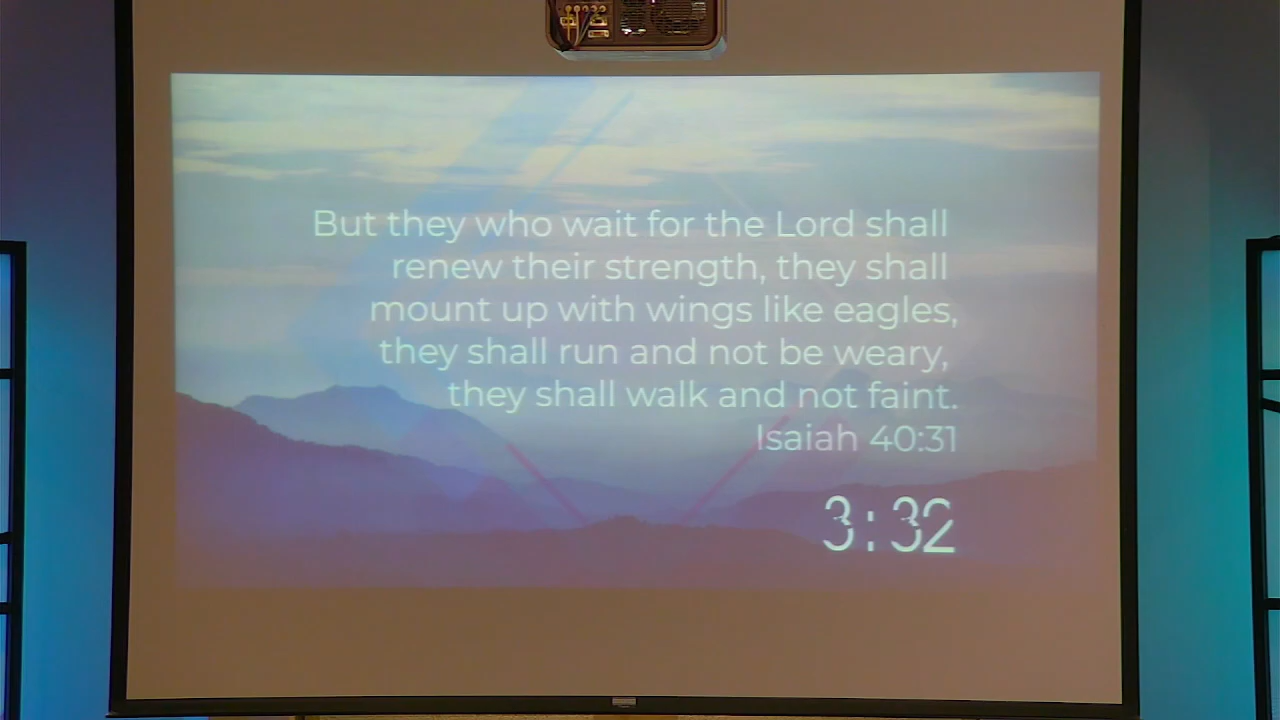 But they who wait for the Lord shall
renew their strength, they shall
mount up with wings like eagles,
they shall run and not be weary,
they shall walk and not faint.
Isaiah 40:31
3:32